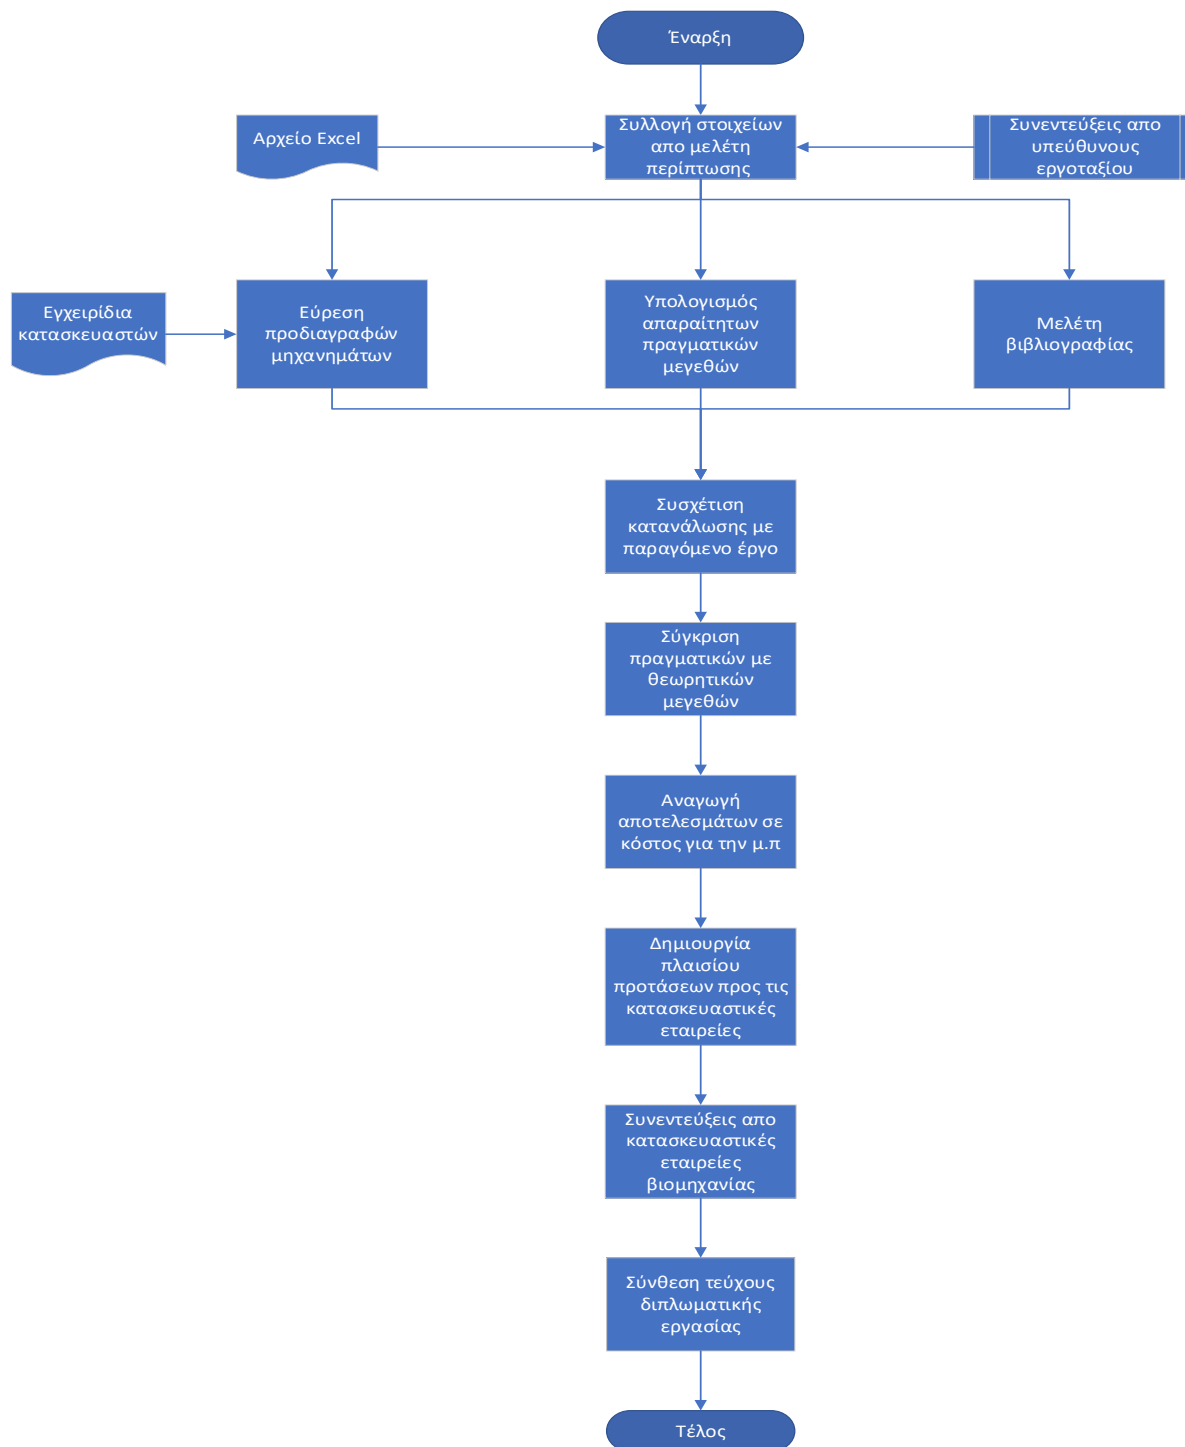 Έναρξη
Αρχείο Excel
Συλλογή στοιχείων
απο μελέτη
περίπτωσης
Συνεντεύξεις απο
υπεύθυνους
εργοταξίου
Εγχειρίδια
κατασκευαστών
Εύρεση
προδιαγραφών
μηχανημάτων
Υπολογισμός
απαραίτητων
πραγματικών
μεγεθών
Μελέτη
βιβλιογραφίας
Συσχέτιση
κατανάλωσης με
παραγόμενο έργο
Σύγκριση
πραγματικών με
θεωρητικών
μεγεθών
Αναγωγή
αποτελεσμάτων σε
κόστος για την μ.π
Δημιουργία
πλαισίου
προτάσεων προς τις
κατασκευαστικές
εταιρείες
Συνεντεύξεις απο
κατασκευαστικές
εταιρείες
βιομηχανίας
Σύνθεση τεύχους
διπλωματικής
εργασίας
Τέλος